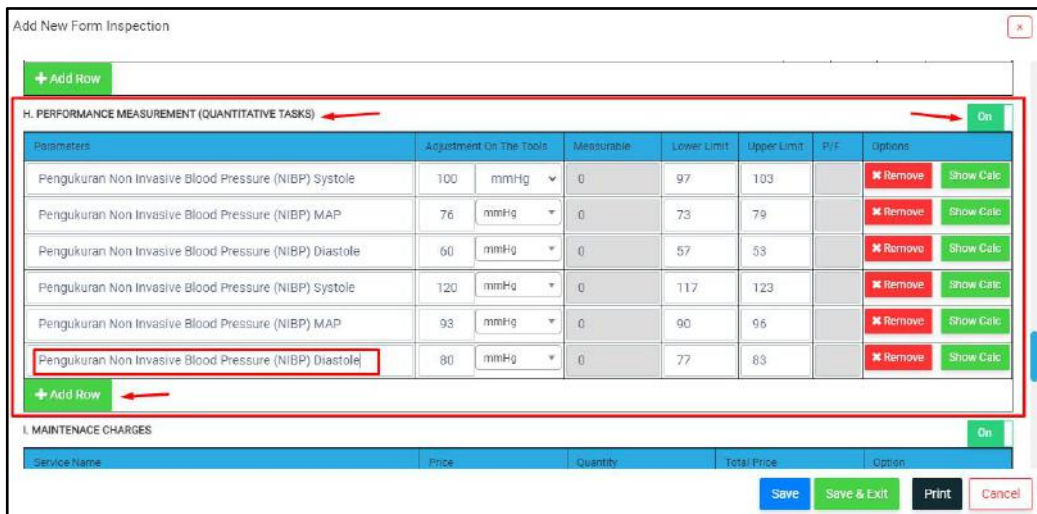 Add New Form Inspection
x
+ Add Row
H. PERFORMANCE MEASUREMENT (QUANTITATIVE TASKS)
On
Parameters Adjustment On The Tools Measurable Lower Limit Upper Limit P/F Options
Pengukuran Non Invasive Blood Pressure (NIBP) Systole 100 mmHg 0 97 103 ✖ Remove Show Calc
Pengukuran Non Invasive Blood Pressure (NIBP) MAP 76 mmHg 0 73 79 ✖ Remove Show Calc
Pengukuran Non Invasive Blood Pressure (NIBP) Diastole 60 mmHg 0 57 53 ✖ Remove Show Calc
Pengukuran Non Invasive Blood Pressure (NIBP) Systole 120 mmHg 0 117 123 ✖ Remove Show Calc
Pengukuran Non Invasive Blood Pressure (NIBP) MAP 93 mmHg 0 90 96 ✖ Remove Show Calc
Pengukuran Non Invasive Blood Pressure (NIBP) Diastole 80 mmHg 0 77 83 ✖ Remove Show Calc
+ Add Row
I. MAINTENACE CHARGES
On
Service Name Price Quantity Total Price Option
Save Save & Exit Print Cancel